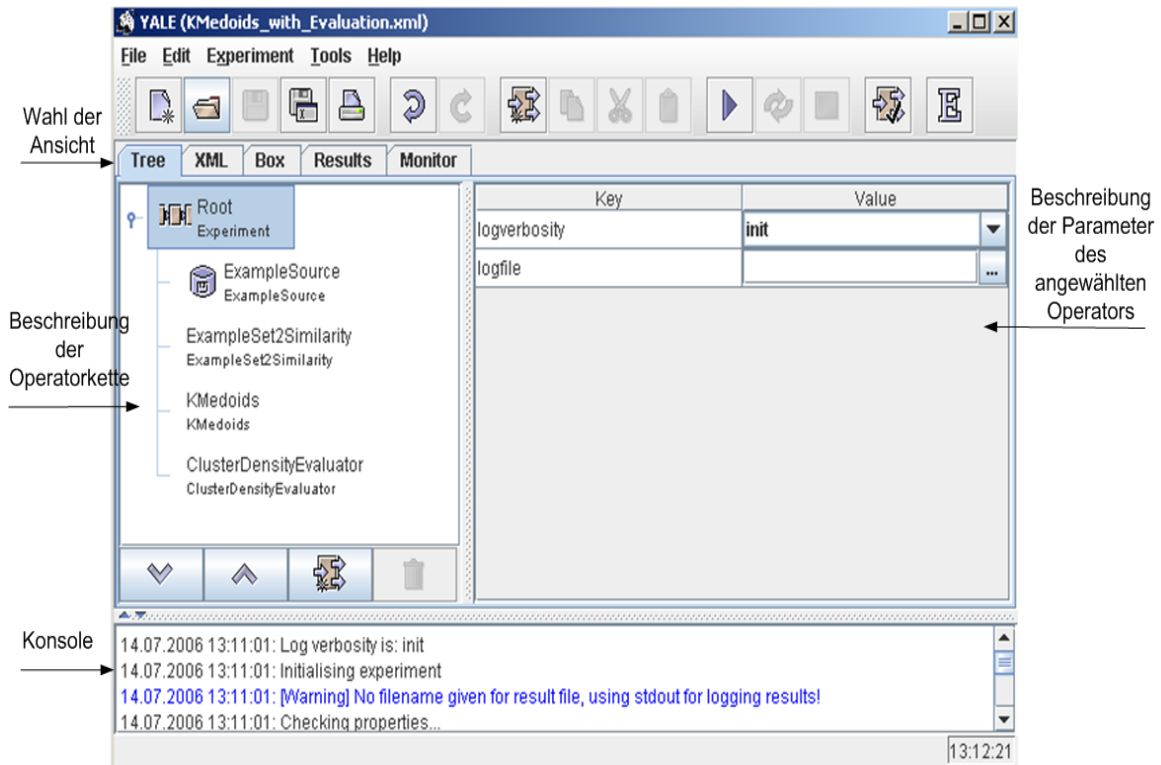 YALE (KMedoids_with_Evaluation.xml)
File Edit Experiment Tools Help
E
Wahl der
Ansicht
Tree XML Box Results Monitor
Root
Experiment
ExampleSource
ExampleSource
ExampleSet2Similarity
ExampleSet2Similarity
KMedoids
KMedoids
ClusterDensityEvaluator
ClusterDensityEvaluator
Key Value
logverbosity init
logfile ...
Beschreibung
der Parameter
des
angewählten
Operators
Beschreibung
der
Operatorkette
Konsole
14.07.2006 13:11:01: Log verbosity is: init
14.07.2006 13:11:01: Initialising experiment
14.07.2006 13:11:01: [Warning] No filename given for result file, using stdout for logging results!
14.07.2006 13:11:01: Checking properties...
13:12:21